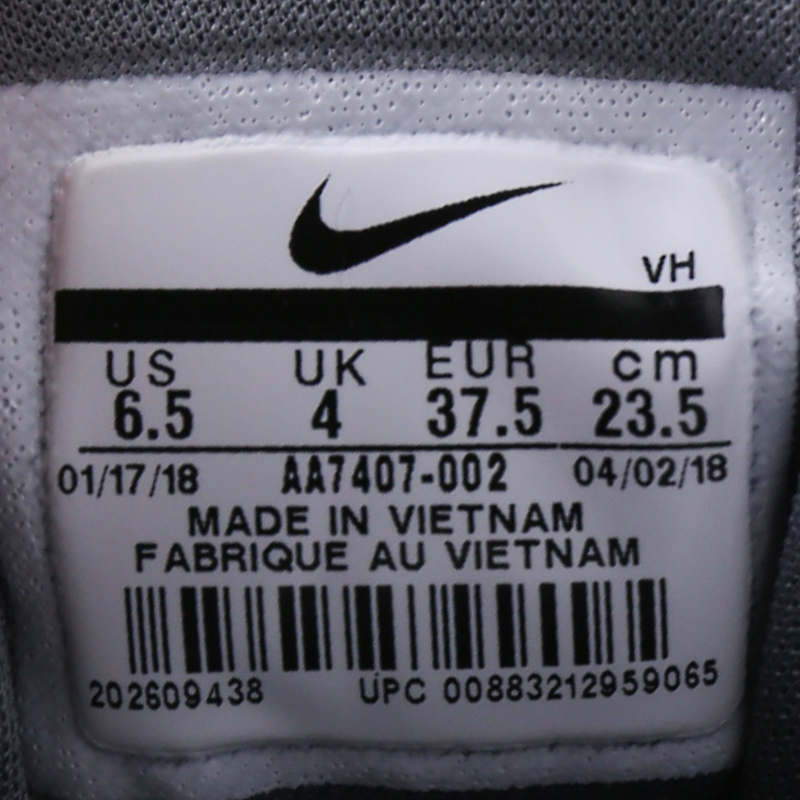 VH
US UK EUR cm
6.5 4 37.5 23.5
01/17/18 AA7407-002 04/02/18
MADE IN VIETNAM
FABRIQUE AU VIETNAM
202609438 UPC 00883212959065